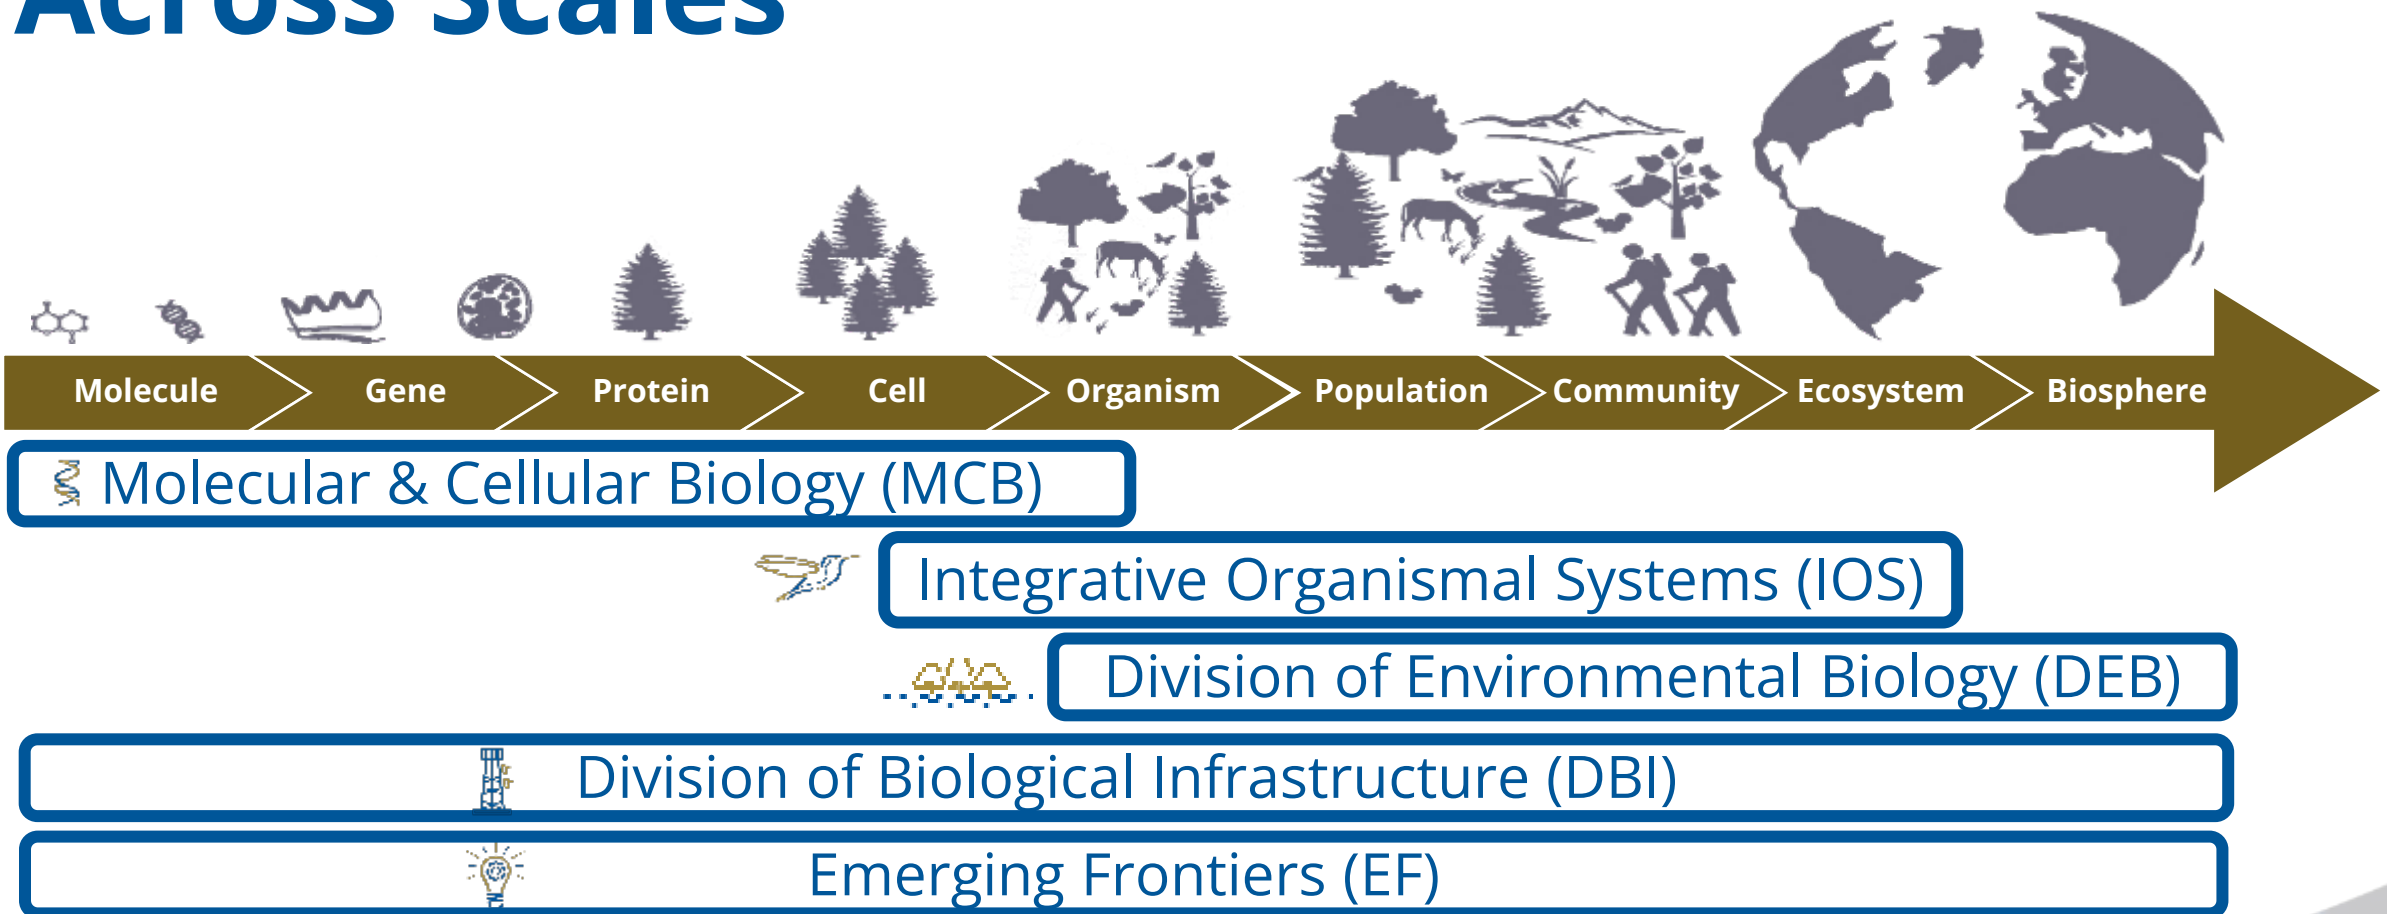 Across Scales
Molecule Gene Protein Cell Organism Population Community Ecosystem Biosphere
Molecular & Cellular Biology (MCB)
Integrative Organismal Systems (IOS)
Division of Environmental Biology (DEB)
Division of Biological Infrastructure (DBI)
Emerging Frontiers (EF)